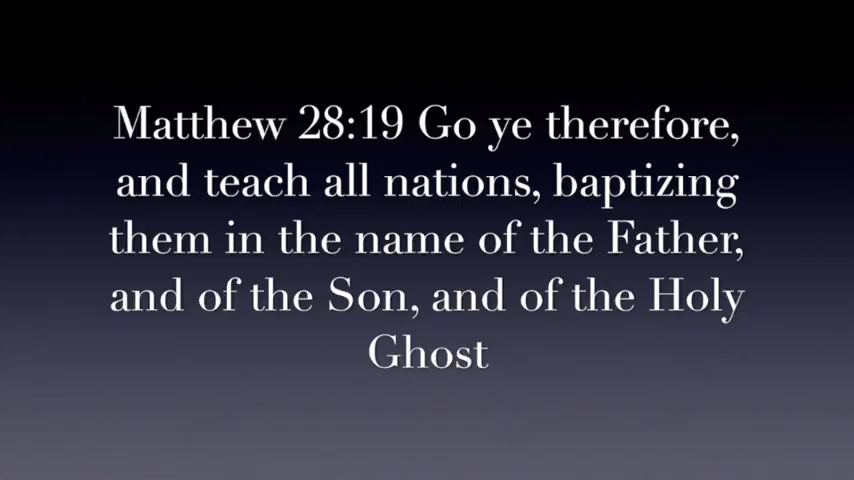 Matthew 28:19 Go ye therefore,
and teach all nations, baptizing
them in the name of the Father,
and of the Son, and of the Holy
Ghost